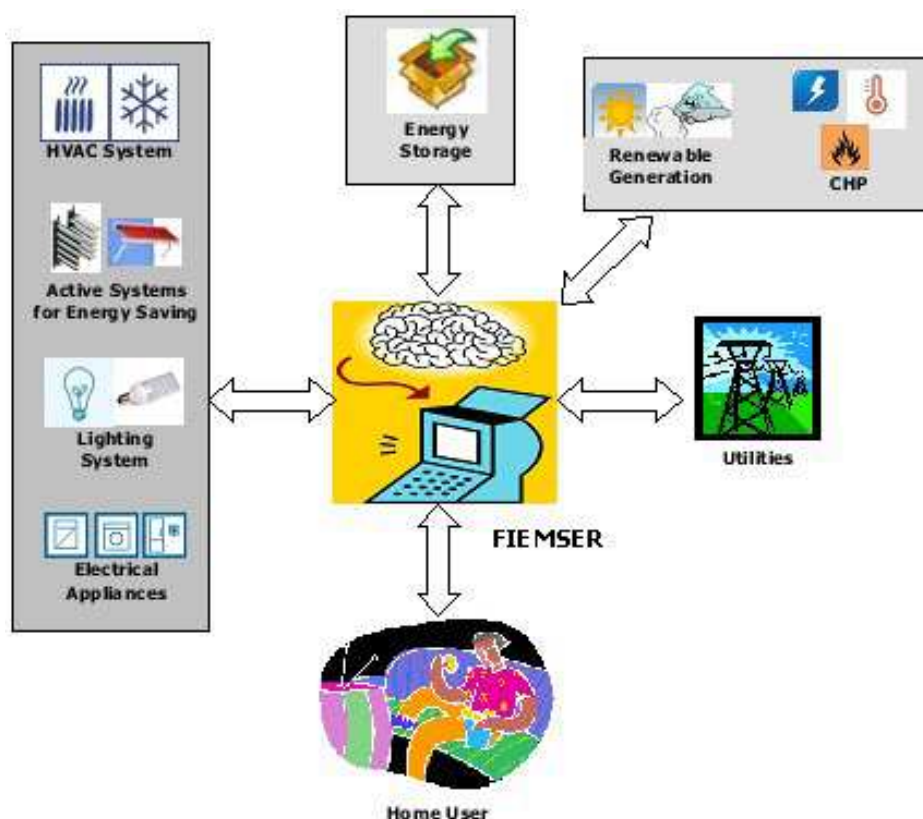 HVAC System
Active Systems
for Energy Saving
Lighting
System
Electrical
Appliances
Energy
Storage
Renewable
Generation
CHP
Utilities
FIEMSER
Home User